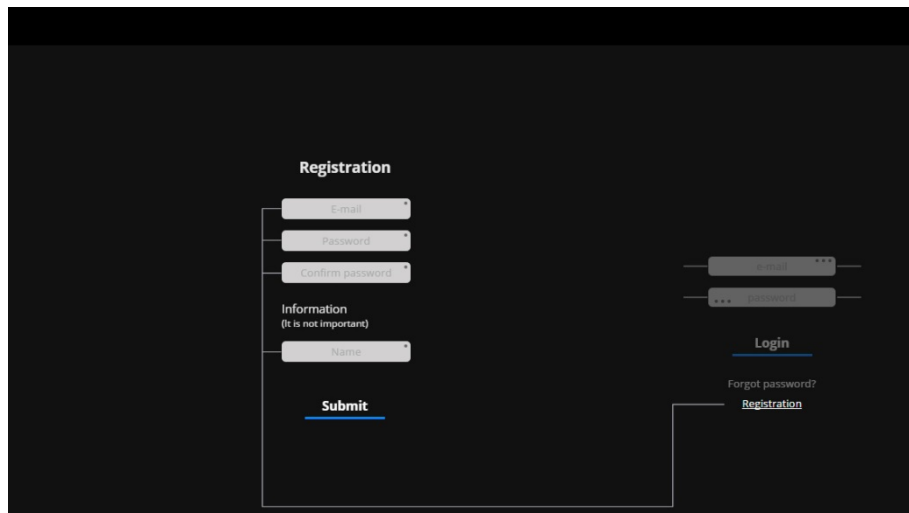 Registration
E-mail
Password
Confirm password
Information
(It is not important)
Name
Submit
e-mail
password
Login
Forgot password?
Registration